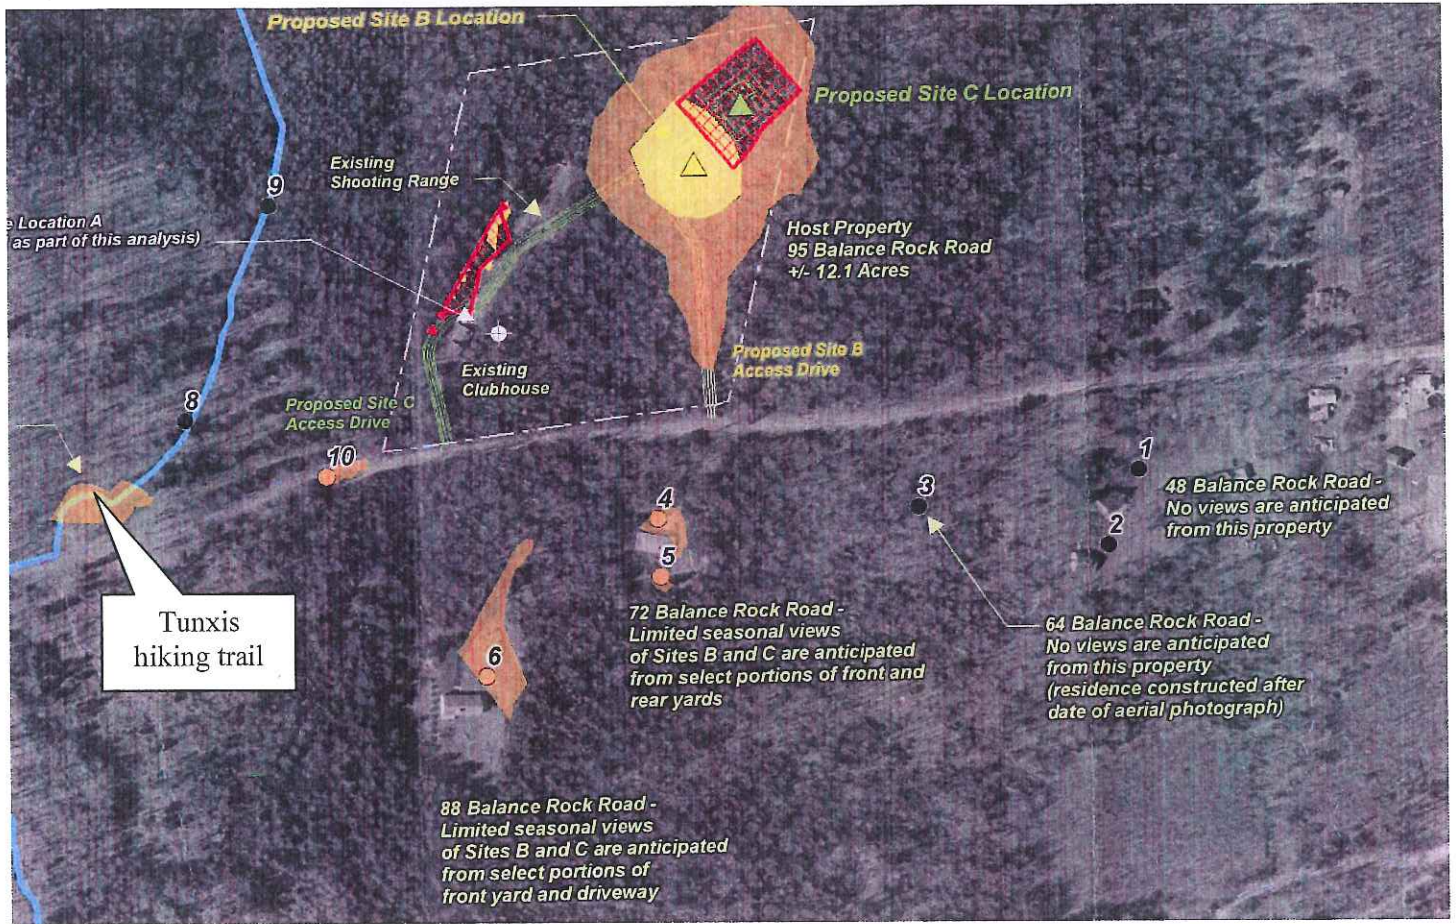 Proposed Site B Location
Proposed Site C Location
Existing
Shooting Range
9
Location A
as part of this analysis)
Host Property
95 Balance Rock Road
+/- 12.1 Acres
Existing
Clubhouse
Proposed Site B
Access Drive
Proposed Site C
Access Drive
8
10
4
5
3
1
2
48 Balance Rock Road -
No views are anticipated
from this property
Tunxis
hiking trail
6
72 Balance Rock Road -
Limited seasonal views
of Sites B and C are anticipated
from select portions of front and
rear yards
64 Balance Rock Road -
No views are anticipated
from this property
(residence constructed after
date of aerial photograph)
88 Balance Rock Road -
Limited seasonal views
of Sites B and C are anticipated
from select portions of
front yard and driveway